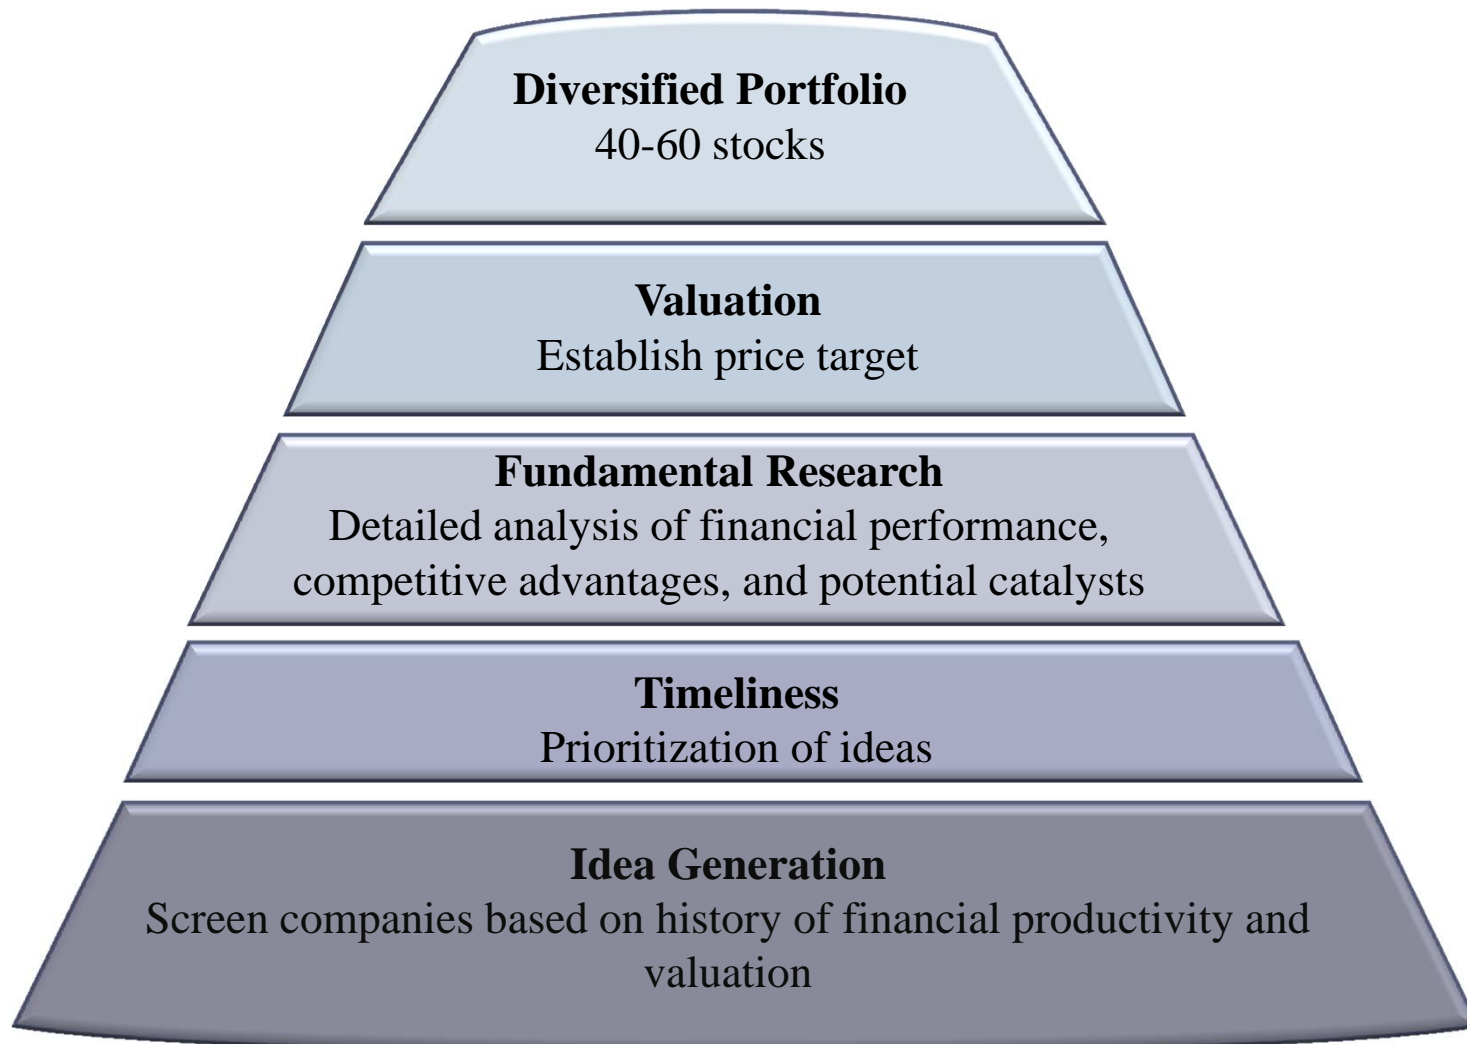 Diversified Portfolio
40-60 stocks
Valuation
Establish price target
Fundamental Research
Detailed analysis of financial performance,
competitive advantages, and potential catalysts
Timeliness
Prioritization of ideas
Idea Generation
Screen companies based on history of financial productivity and
valuation